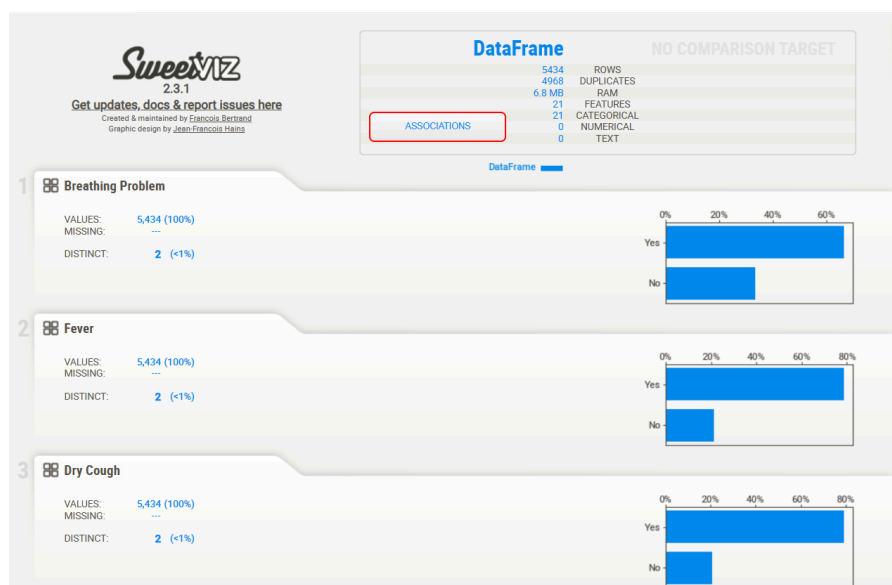 SweetVIZ
2.3.1
Get updates, docs & report issues here
Created & maintained by Francois Bertrand
Graphic design by Jean-Francois Hains
DataFrame NO COMPARISON TARGET
5434 ROWS
4968 DUPLICATES
6.8 MB RAM
21 FEATURES
21 CATEGORICAL
ASSOCIATIONS 0 NUMERICAL
0 TEXT
DataFrame
1 Breathing Problem
VALUES: 5,434 (100%)
MISSING: ---
DISTINCT: 2 (<1%)
0% 20% 40% 60%
Yes
No
2 Fever
VALUES: 5,434 (100%)
MISSING: ---
DISTINCT: 2 (<1%)
0% 20% 40% 60% 80%
Yes
No
3 Dry Cough
VALUES: 5,434 (100%)
MISSING: ---
DISTINCT: 2 (<1%)
0% 20% 40% 60% 80%
Yes
No